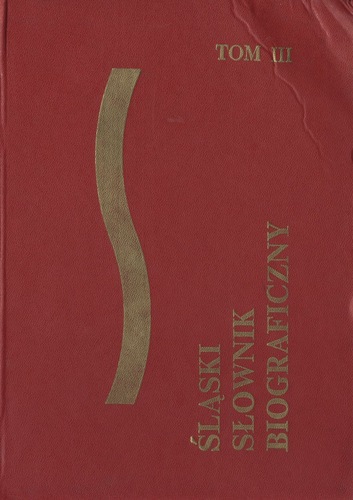 TOM III
ŚLĄSKI
SŁOWNIK
BIOGRAFICZNY